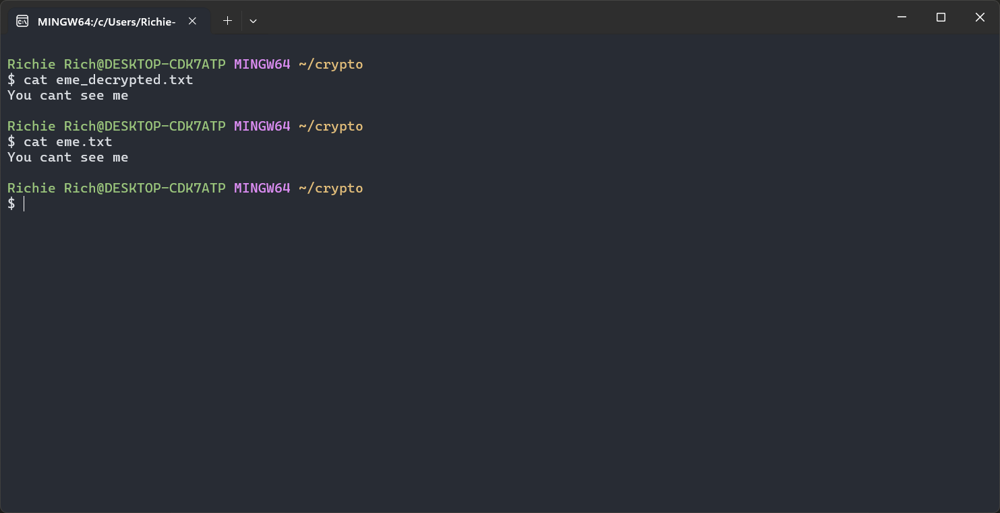 MINGW64:/c/Users/Richie-
Richie Rich@DESKTOP-CDK7ATP MINGW64 ~/crypto
$ cat eme_decrypted.txt
You cant see me
Richie Rich@DESKTOP-CDK7ATP MINGW64 ~/crypto
$ cat eme.txt
You cant see me
Richie Rich@DESKTOP-CDK7ATP MINGW64 ~/crypto
$